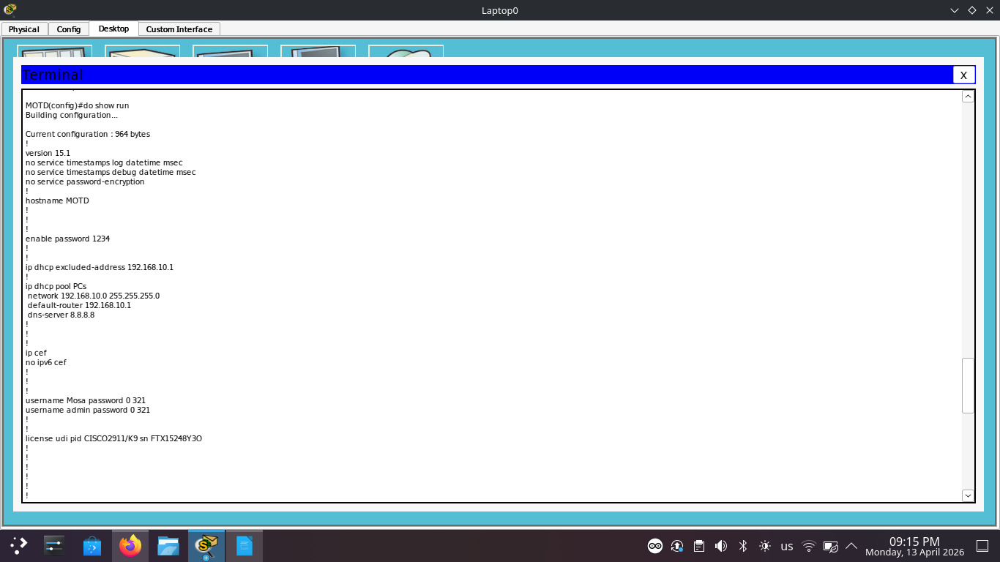 Laptop0
Physical Config Desktop Custom Interface
Terminal X
MOTD(config)#do show run
Building configuration...
Current configuration : 964 bytes
!
version 15.1
no service timestamps log datetime msec
no service timestamps debug datetime msec
no service password-encryption
!
hostname MOTD
!
!
!
enable password 1234
!
!
ip dhcp excluded-address 192.168.10.1
!
ip dhcp pool PCs
network 192.168.10.0 255.255.255.0
default-router 192.168.10.1
dns-server 8.8.8.8
!
!
!
ip cef
no ipv6 cef
!
!
!
username Mosa password 0 321
username admin password 0 321
!
!
license udi pid CISCO2911/K9 sn FTX15248Y3O
!
!
!
!
!
!
us
09:15 PM
Monday, 13 April 2026